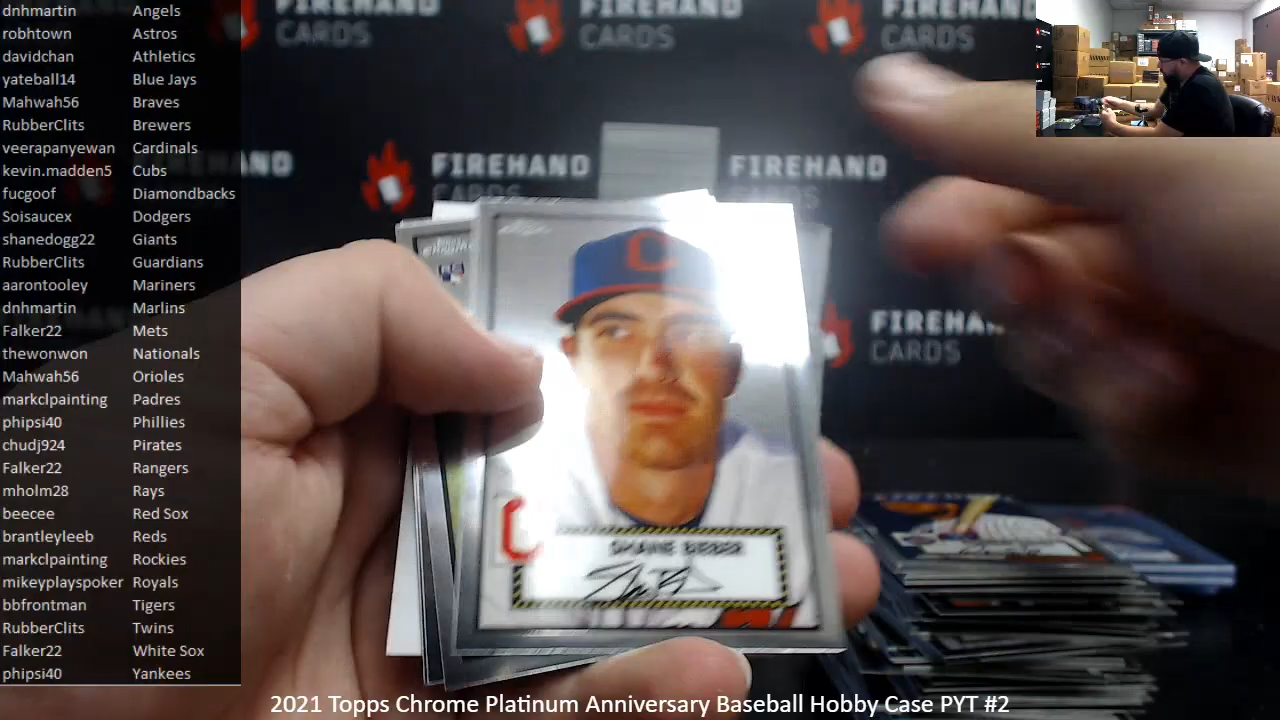 dnhmartin Angels
robhtown Astros
davidchan Athletics
yateball14 Blue Jays
Mahwah56 Braves
RubberClits Brewers
veerapanyewan Cardinals
kevin.madden5 Cubs
fucgoof Diamondbacks
Soisaucex Dodgers
shanedogg22 Giants
RubberClits Guardians
aarontooley Mariners
dnhmartin Marlins
Falker22 Mets
thewonwon Nationals
Mahwah56 Orioles
markclpainting Padres
phipsi40 Phillies
chudj924 Pirates
Falker22 Rangers
mholm28 Rays
beecee Red Sox
brantleyleeb Reds
markclpainting Rockies
mikeyplayspoker Royals
bbfrontman Tigers
RubberClits Twins
Falker22 White Sox
phipsi40 Yankees
FIREHAND
CARDS
FIREHAND
CARDS
CARDS
FIREHAND
CARDS
FIREHAND
FIREHAND
CARDS
C
C
SHANE BIEBER
2021 Topps Chrome Platinum Anniversary Baseball Hobby Case PYT #2